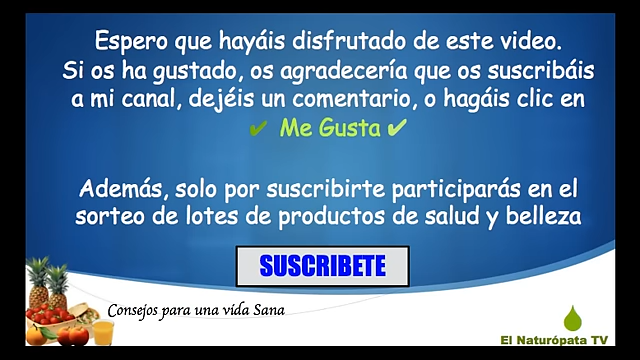 Espero que hayáis disfrutado de este video.
Si os ha gustado, os agradecería que os suscribáis
a mi canal, dejéis un comentario, o hagáis clic en
✔ Me Gusta ✔
Además, solo por suscribirte participarás en el
sorteo de lotes de productos de salud y belleza
SUSCRIBETE
Consejos para una vida Sana
El Naturópata TV